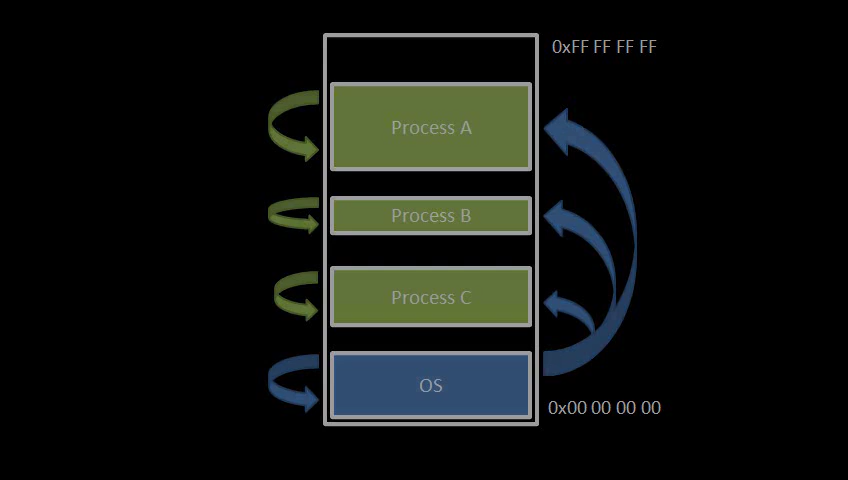 0xFF FF FF FF
Process A
Process B
Process C
OS
0x00 00 00 00